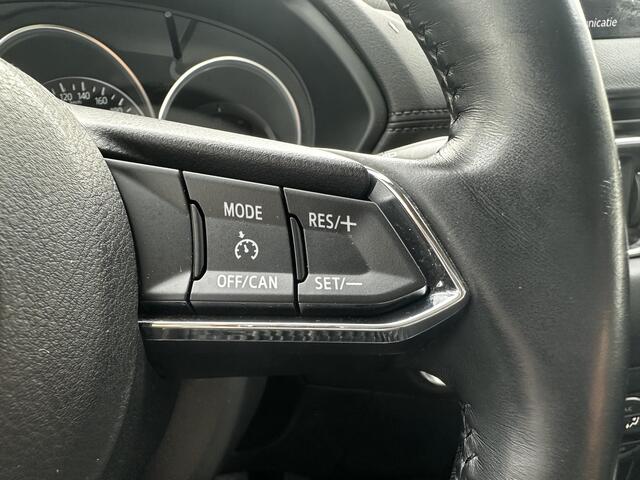 nicatie
120 140 160
MODE
RES/+
OFF/CAN
SET/—